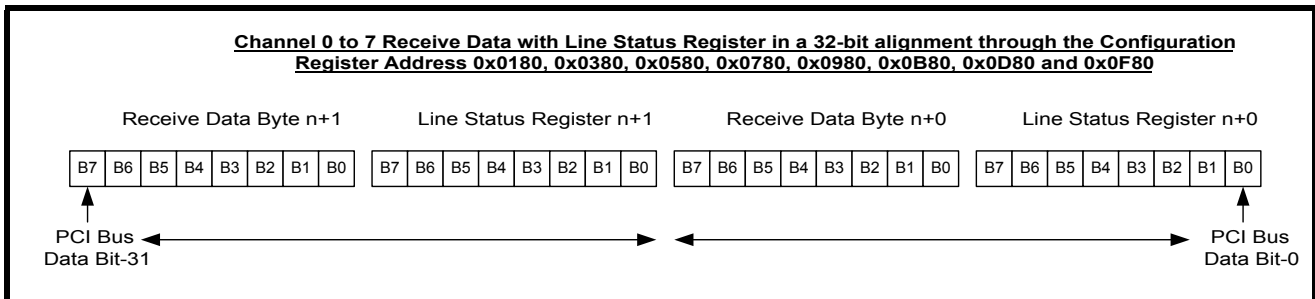 Channel 0 to 7 Receive Data with Line Status Register in a 32-bit alignment through the Configuration
Register Address 0x0180, 0x0380, 0x0580, 0x0780, 0x0980, 0x0B80, 0x0D80 and 0x0F80
Receive Data Byte n+1 Line Status Register n+1 Receive Data Byte n+0 Line Status Register n+0
B7 B6 B5 B4 B3 B2 B1 B0 B7 B6 B5 B4 B3 B2 B1 B0 B7 B6 B5 B4 B3 B2 B1 B0 B7 B6 B5 B4 B3 B2 B1 B0
PCI Bus PCI Bus
Data Bit-31 Data Bit-0